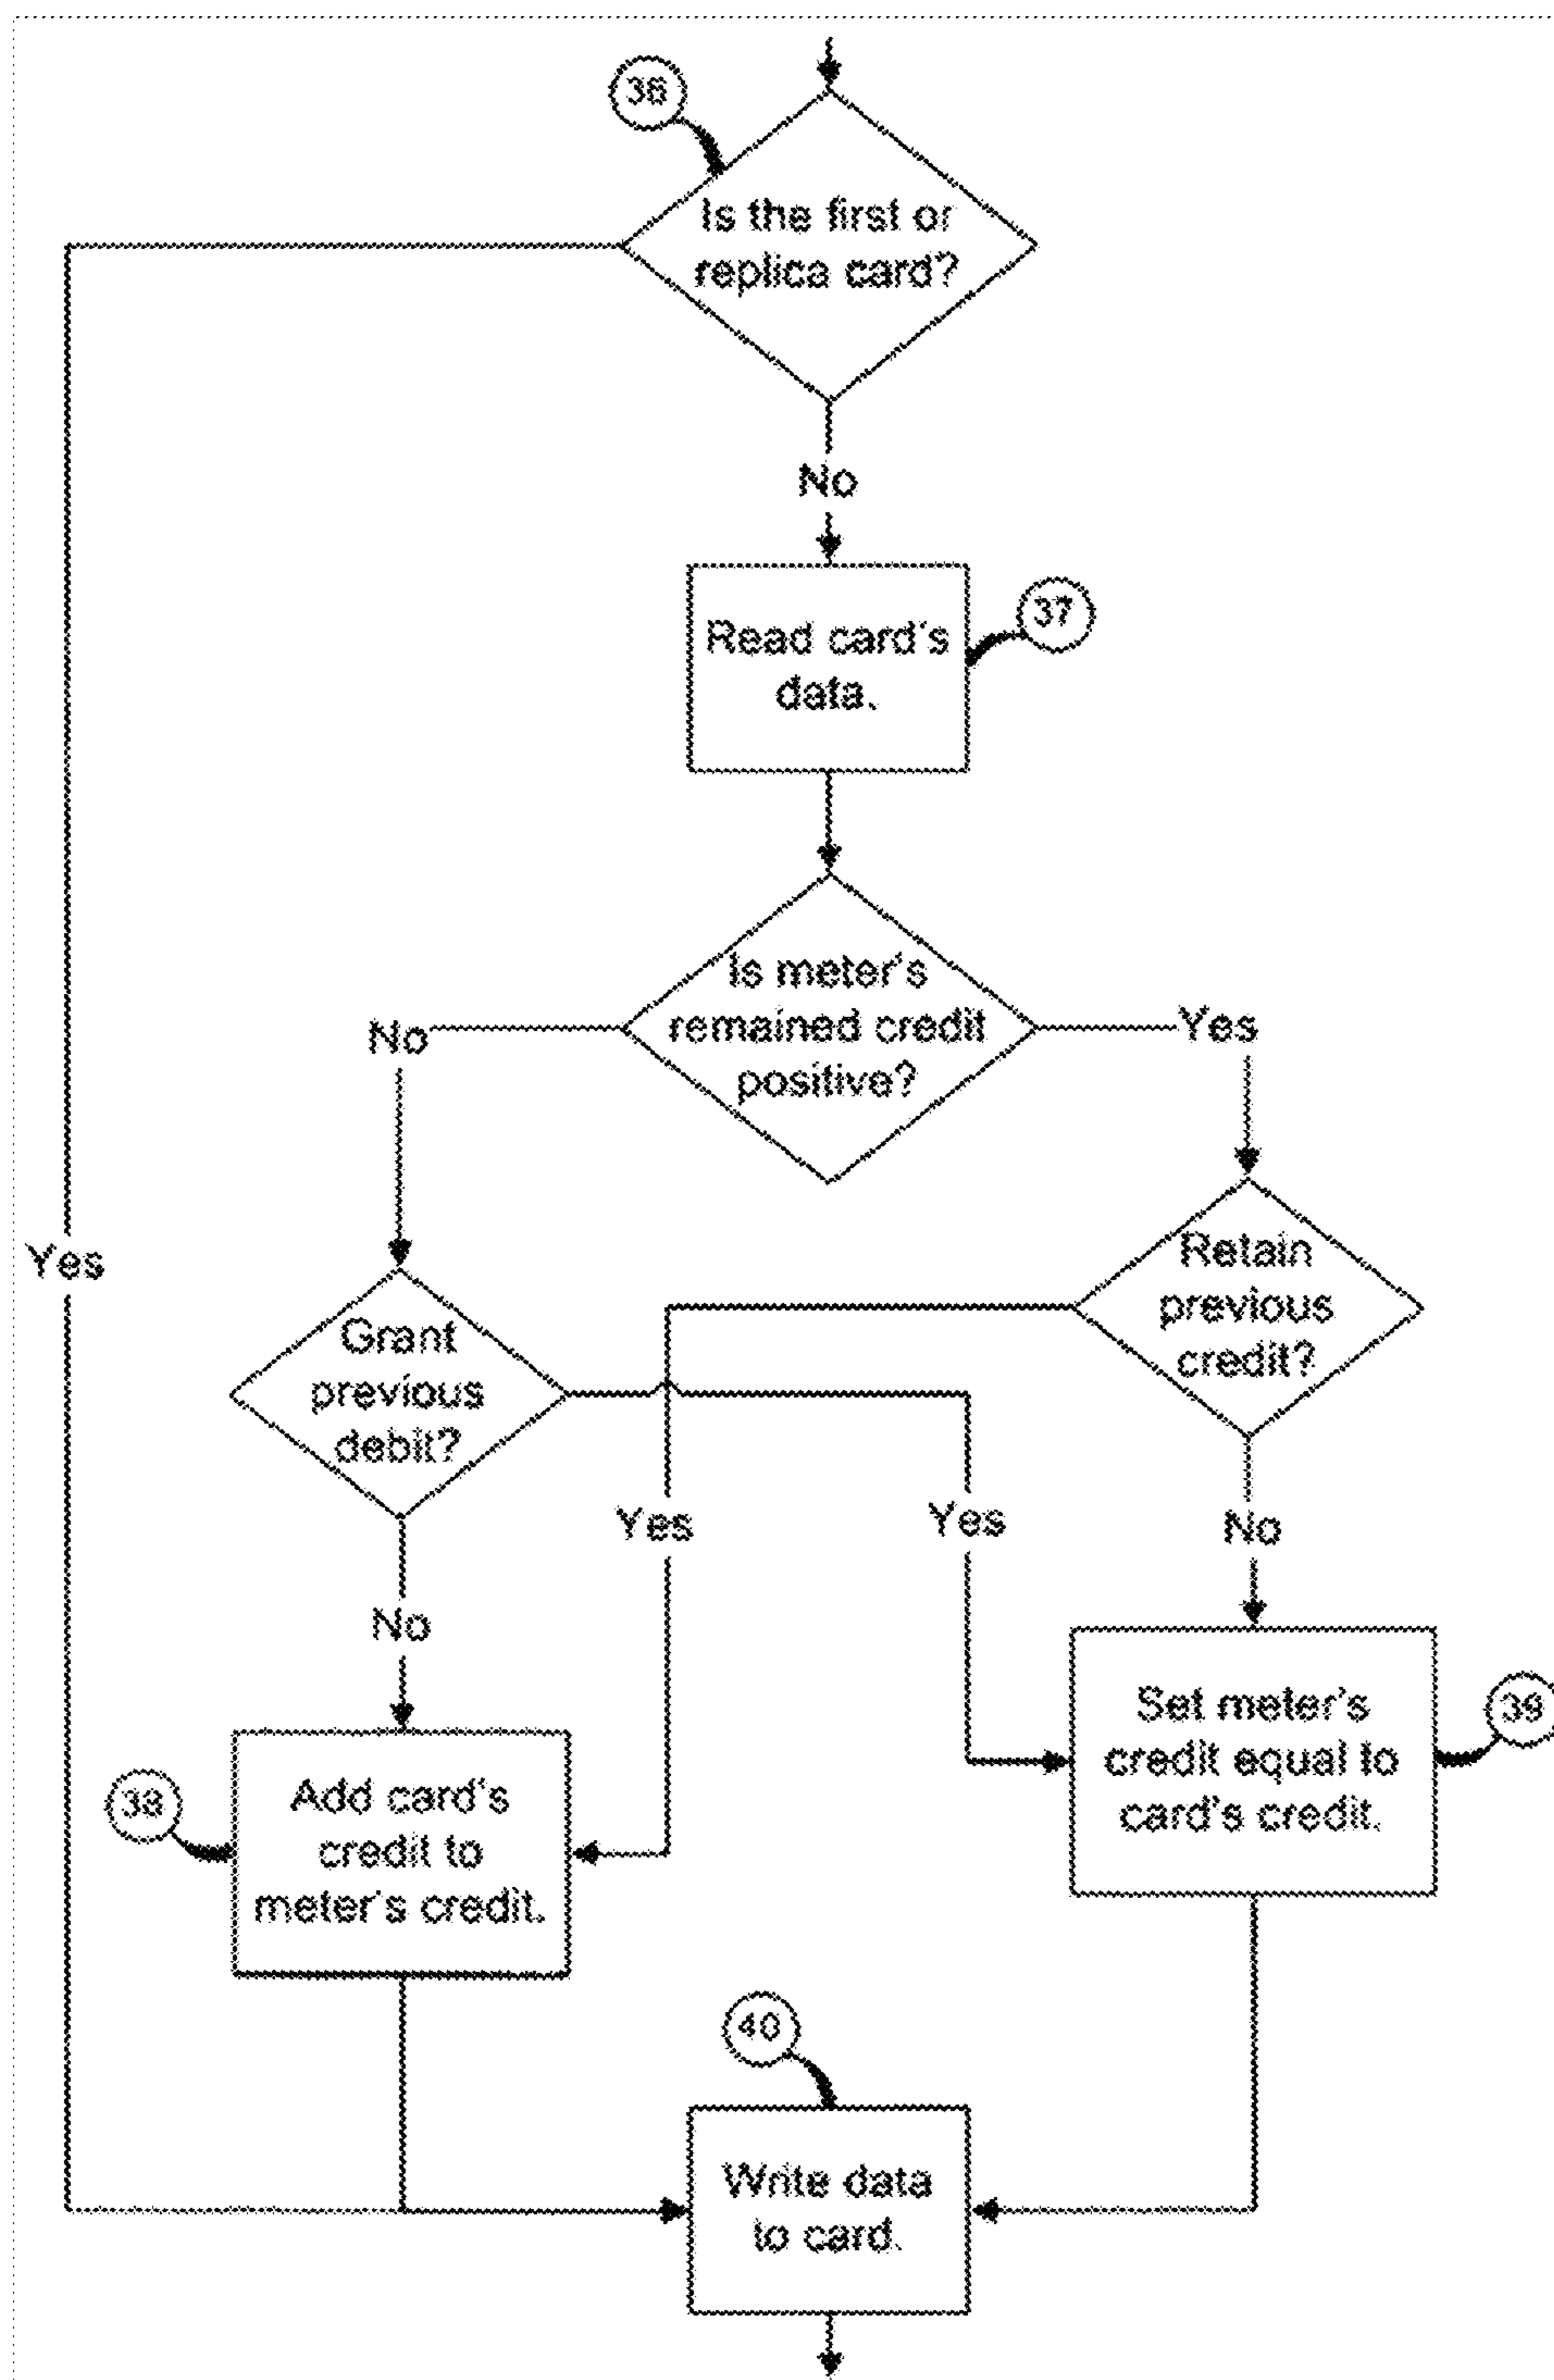 36
Is the first or
replica card?
No
Read card's
data.
37
Is meter's
remained credit
positive?
No
Yes
Yes
Grant
previous
debit?
Retain
previous
credit?
Yes
Yes
No
No
38
Add card's
credit to
meter's credit.
Set meter's
credit equal to
card's credit.
39
40
Write data
to card.